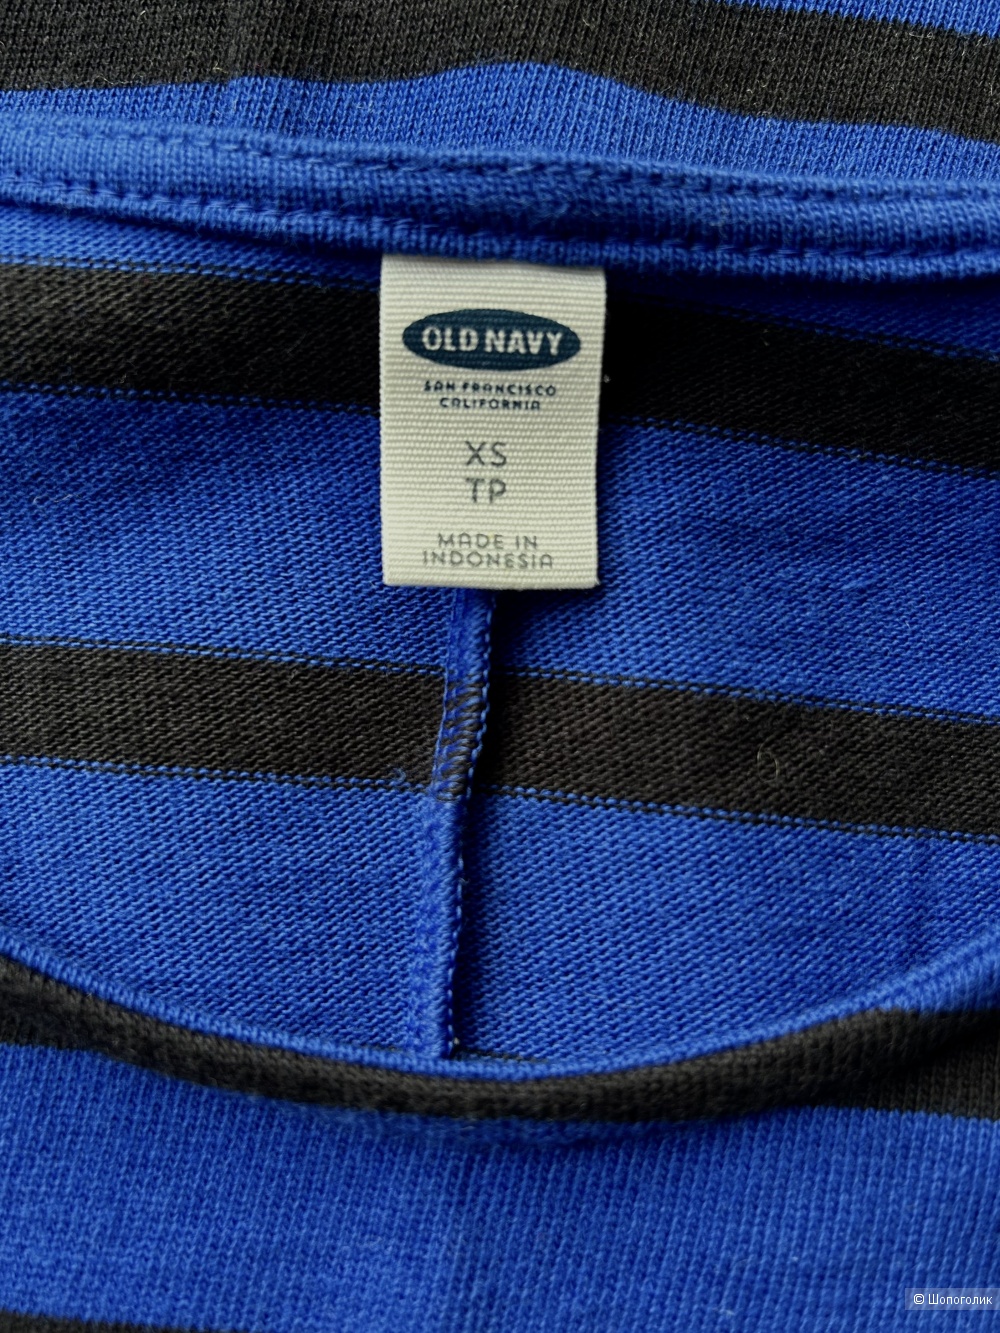 OLD NAVY
SAN FRANCISCO
CALIFORNIA
XS
TP
MADE IN
INDONESIA
© Шопоголик